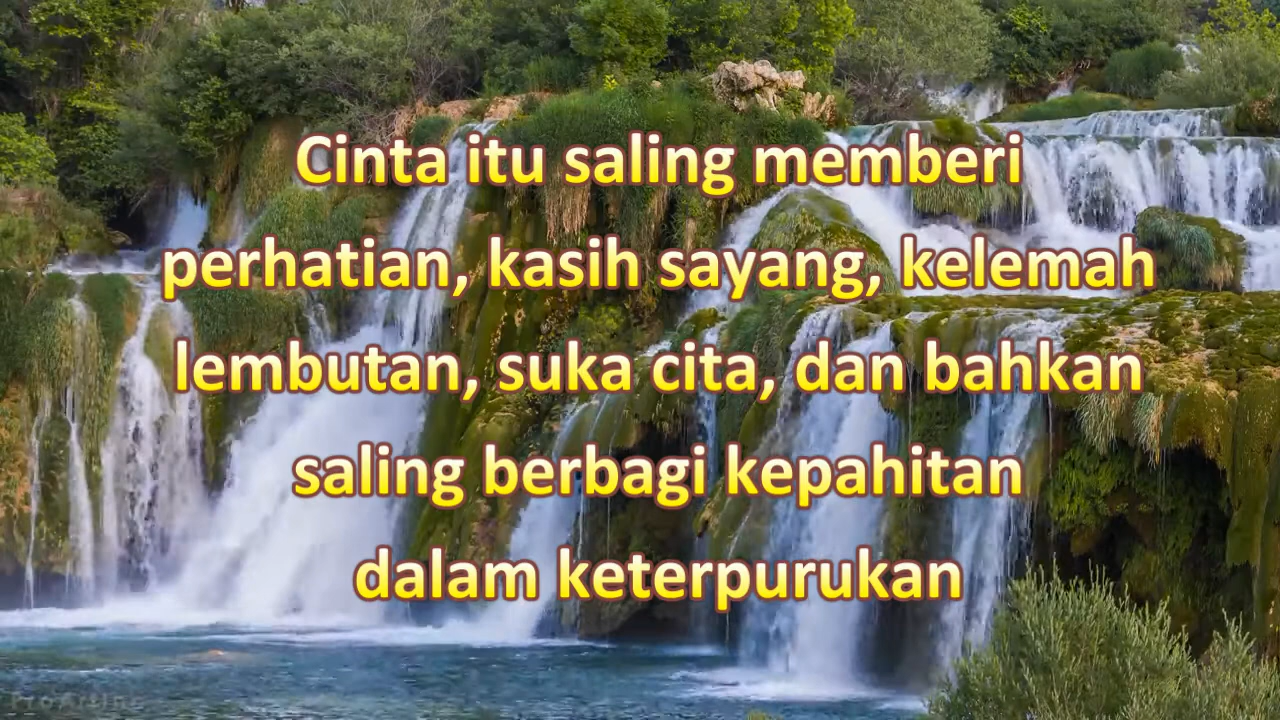 Cinta itu saling memberi
perhatian, kasih sayang, kelemah
lembutan, suka cita, dan bahkan
saling berbagi kepahitan
dalam keterpurukan